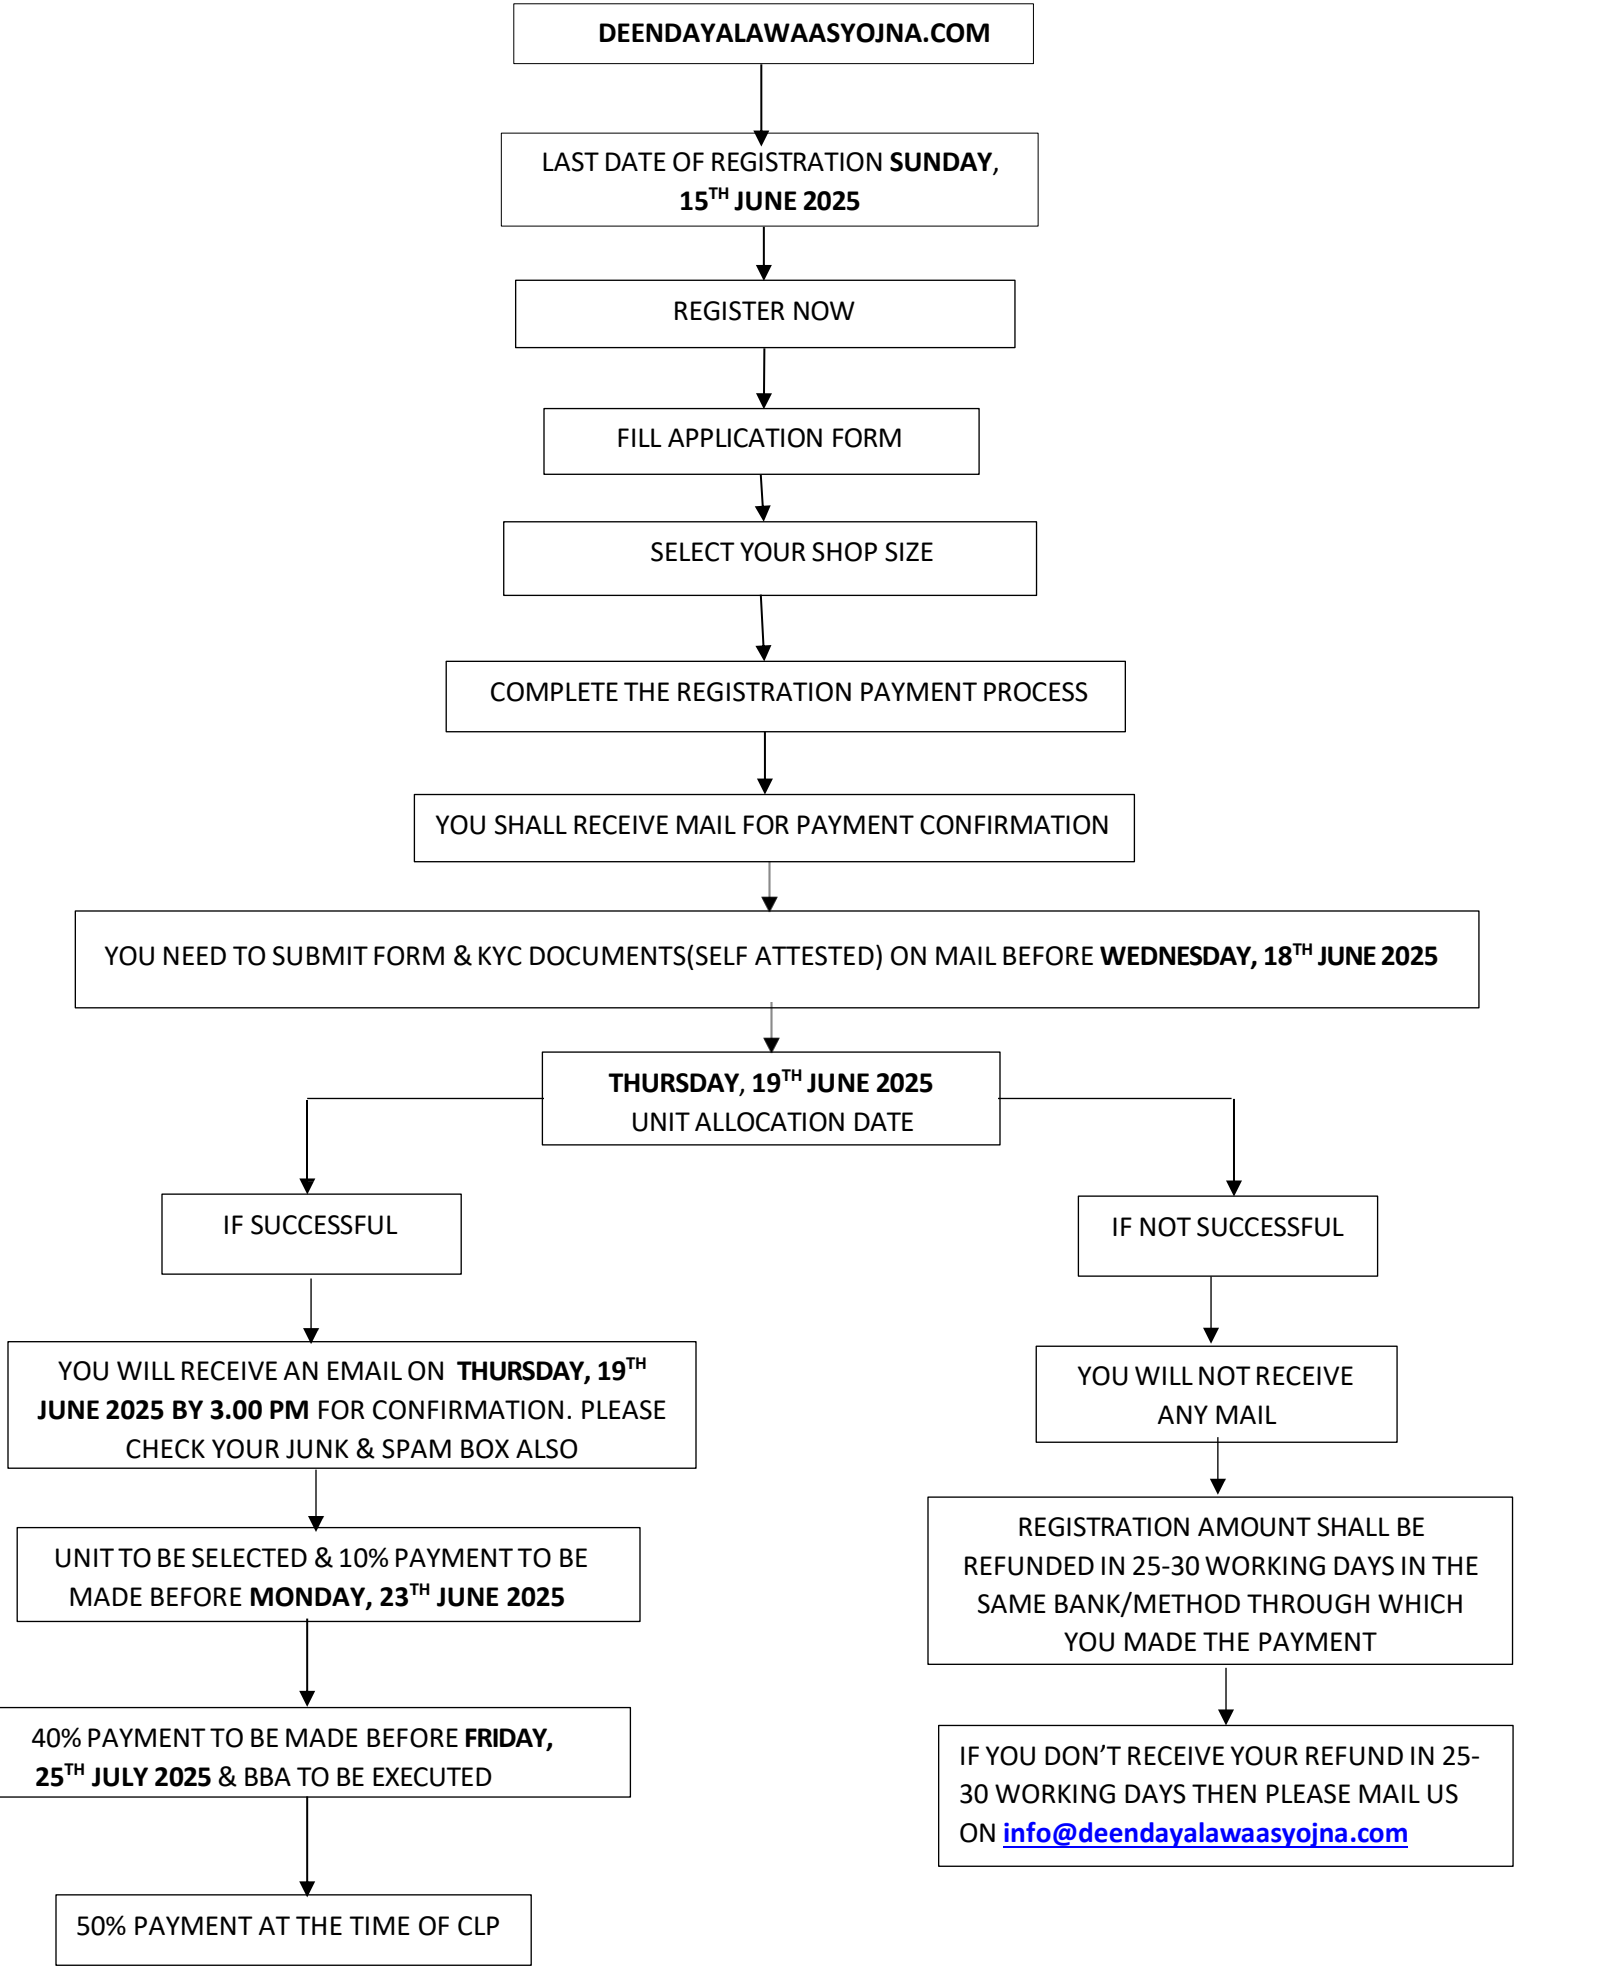 DEENDAYALAWAASYOJNA.COM
LAST DATE OF REGISTRATION SUNDAY,
15TH JUNE 2025
REGISTER NOW
FILL APPLICATION FORM
SELECT YOUR SHOP SIZE
COMPLETE THE REGISTRATION PAYMENT PROCESS
YOU SHALL RECEIVE MAIL FOR PAYMENT CONFIRMATION
YOU NEED TO SUBMIT FORM & KYC DOCUMENTS(SELF ATTESTED) ON MAIL BEFORE WEDNESDAY, 18TH JUNE 2025
THURSDAY, 19TH JUNE 2025
UNIT ALLOCATION DATE
IF SUCCESSFUL
YOU WILL RECEIVE AN EMAIL ON THURSDAY, 19TH
JUNE 2025 BY 3.00 PM FOR CONFIRMATION. PLEASE
CHECK YOUR JUNK & SPAM BOX ALSO
UNIT TO BE SELECTED & 10% PAYMENT TO BE
MADE BEFORE MONDAY, 23TH JUNE 2025
40% PAYMENT TO BE MADE BEFORE FRIDAY,
25TH JULY 2025 & BBA TO BE EXECUTED
50% PAYMENT AT THE TIME OF CLP
IF NOT SUCCESSFUL
YOU WILL NOT RECEIVE
ANY MAIL
REGISTRATION AMOUNT SHALL BE
REFUNDED IN 25-30 WORKING DAYS IN THE
SAME BANK/METHOD THROUGH WHICH
YOU MADE THE PAYMENT
IF YOU DON’T RECEIVE YOUR REFUND IN 25-
30 WORKING DAYS THEN PLEASE MAIL US
ON info@deendayalawaasyojna.com